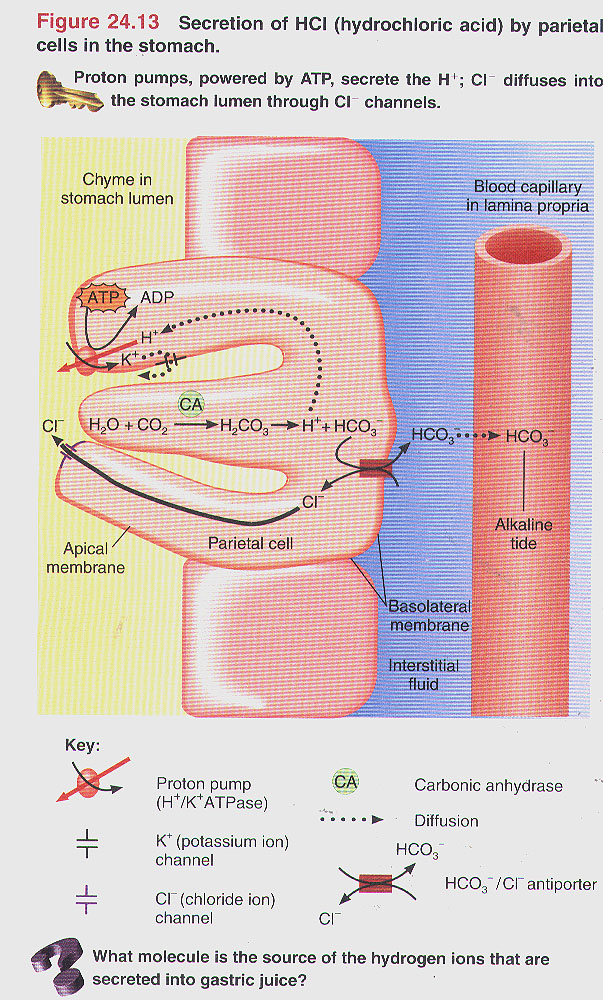 Figure 24.13 Secretion of HCl (hydrochloric acid) by parietal
cells in the stomach.
Proton pumps, powered by ATP, secrete the H⁺; Cl⁻ diffuses into
the stomach lumen through Cl⁻ channels.
Chyme in
stomach lumen
Blood capillary
in lamina propria
ATP ADP
H⁺
K⁺
CA
Cl⁻ H₂O + CO₂ H₂CO₃ H⁺ + HCO₃⁻ HCO₃⁻ HCO₃⁻
Cl⁻
Alkaline
tide
Apical
membrane
Parietal cell
Basolateral
membrane
Interstitial
fluid
Key:
Proton pump
(H⁺/K⁺ATPase)
K⁺ (potassium ion)
channel
Cl⁻ (chloride ion)
channel
CA Carbonic anhydrase
Diffusion
HCO₃⁻
HCO₃⁻/Cl⁻ antiporter
Cl⁻
What molecule is the source of the hydrogen ions that are
secreted into gastric juice?